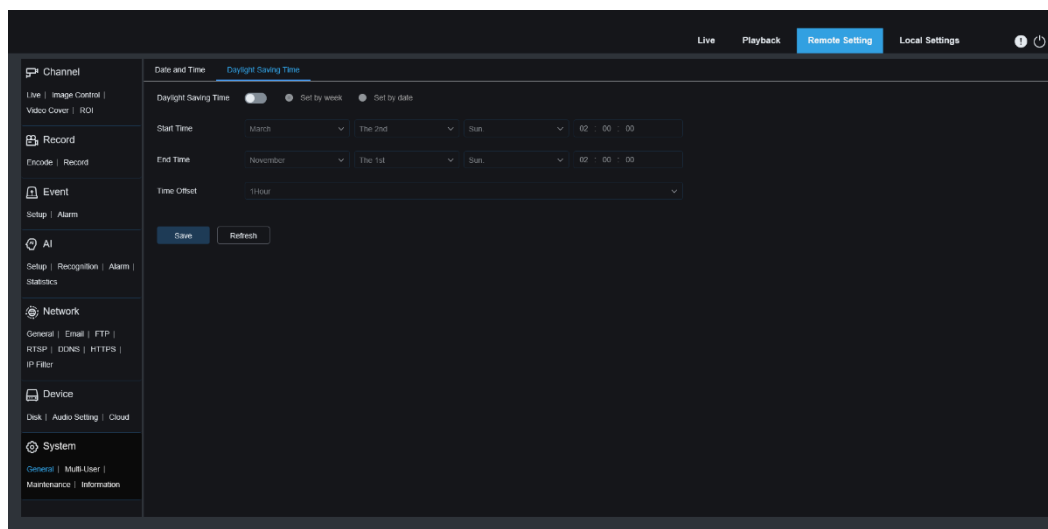 Live Playback Remote Setting Local Settings
Channel
Live | Image Control |
Video Cover | ROI
Record
Encode | Record
Event
Setup | Alarm
AI
Setup | Recognition | Alarm |
Statistics
Network
General | Email | FTP |
RTSP | DDNS | HTTPS |
IP Filter
Device
Disk | Audio Setting | Cloud
System
General | Multi-User |
Maintenance | Information
Date and Time Daylight Saving Time
Daylight Saving Time Set by week Set by date
Start Time March The 2nd Sun. 02 : 00 : 00
End Time November The 1st Sun. 02 : 00 : 00
Time Offset 1Hour
Save Refresh